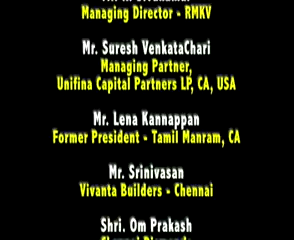 Managing Director - RMKV
Mr. Suresh VenkataChari
Managing Partner,
Unifina Capital Partners LP, CA, USA
Mr. Lena Kannappan
Former President - Tamil Manram, CA
Mr. Srinivasan
Vivanta Builders - Chennai
Shri. Om Prakash